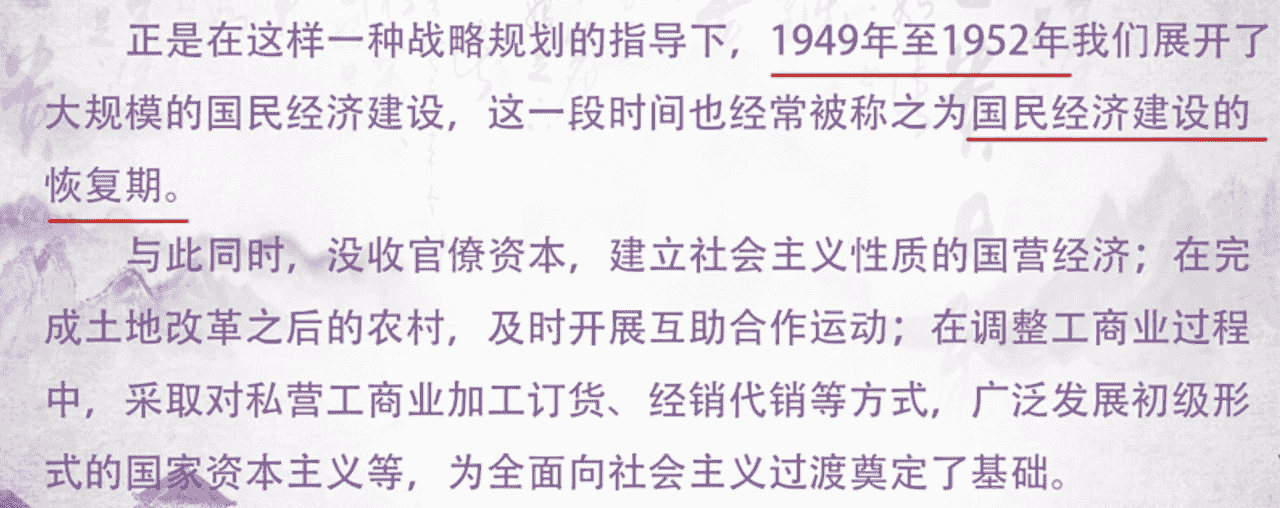 正是在这样一种战略规划的指导下，1949年至1952年我们展开了
大规模的国民经济建设，这一段时间也经常被称之为国民经济建设的
恢复期。
与此同时，没收官僚资本，建立社会主义性质的国营经济；在完
成土地改革之后的农村，及时开展互助合作运动；在调整工商业过程
中，采取对私营工商业加工订货、经销代销等方式，广泛发展初级形
式的国家资本主义等，为全面向社会主义过渡奠定了基础。